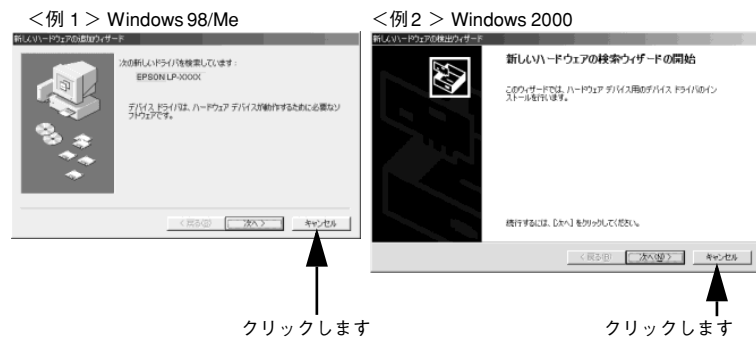 ＜例 1 ＞ Windows 98/Me
新しいハードウェアの追加ウィザード
次の新しいドライバを検索しています :
EPSON LP-XXXX
デバイス ドライバは、ハードウェア デバイスが動作するために必要なソ
フトウェアです。
< 戻る(B)
次へ >
キャンセル
クリックします
＜例 2 ＞ Windows 2000
新しいハードウェアの検出ウィザード
新しいハードウェアの検索ウィザードの開始
このウィザードでは、ハードウェア デバイス用のデバイス ドライバのイン
ストールを行います。
続行するには、[次へ] をクリックしてください。
< 戻る(B)
次へ(N) >
キャンセル
クリックします